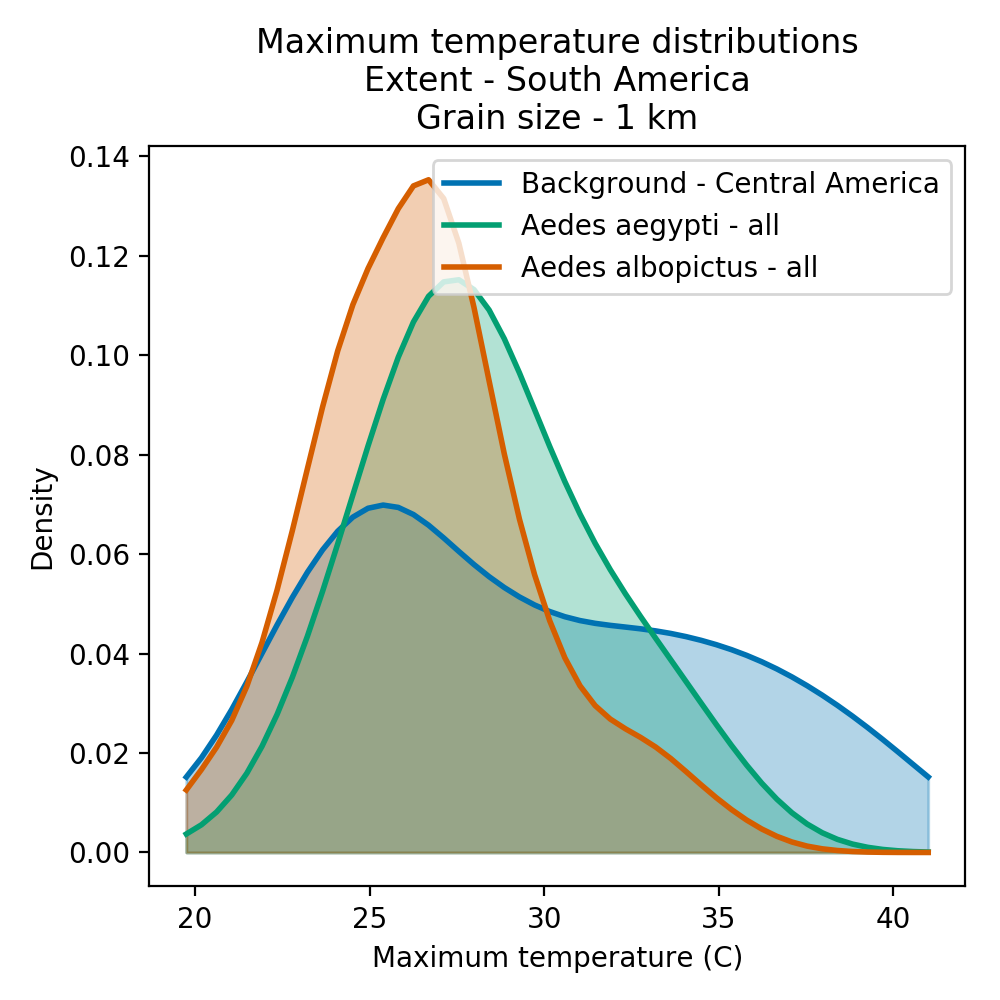 Maximum temperature distributions
Extent - South America
Grain size - 1 km
Background - Central America
Aedes aegypti - all
Aedes albopictus - all
0.14
0.12
0.10
0.08
0.06
0.04
0.02
0.00
Density
20 25 30 35 40
Maximum temperature (C)